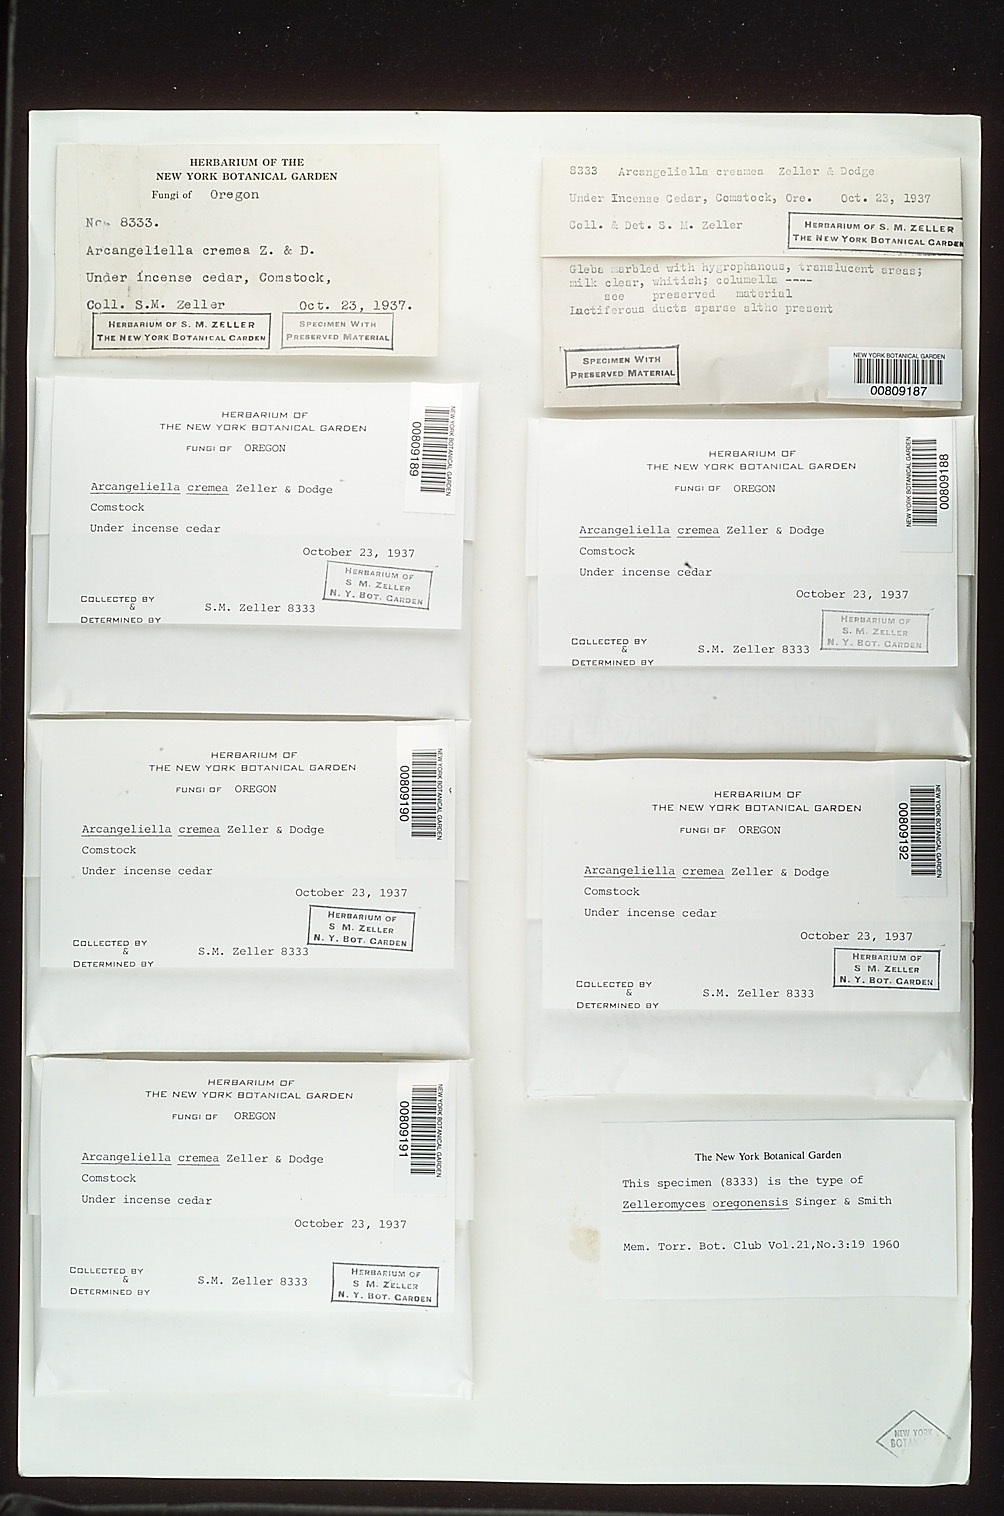 HERBARIUM OF THE
NEW YORK BOTANICAL GARDEN
Fungi of Oregon
No. 8333.
Arcangeliella cremea Z. & D.
Under incense cedar, Comstock,
Coll. S.M. Zeller Oct. 23, 1937.
HERBARIUM OF S. M. ZELLER
THE NEW YORK BOTANICAL GARDEN
SPECIMEN WITH
PRESERVED MATERIAL
8333 Arcangeliella creamea Zeller & Dodge
Under Incense Cedar, Comstock, Ore. Oct. 23, 1937
Coll. & Det. S. M. Zeller
HERBARIUM OF S. M. ZELLER
THE NEW YORK BOTANICAL GARDEN
Gleba marbled with hygrophanous, translucent areas;
milk clear, whitish; columella ----
see preserved material
Lactiferous ducts sparse altho present
SPECIMEN WITH
PRESERVED MATERIAL
NEW YORK BOTANICAL GARDEN
00809187
HERBARIUM OF
THE NEW YORK BOTANICAL GARDEN
FUNGI OF OREGON
Arcangeliella cremea Zeller & Dodge
Comstock
Under incense cedar
October 23, 1937
HERBARIUM OF
S M. ZELLER
N. Y. BOT. GARDEN
COLLECTED BY
&
DETERMINED BY
S.M. Zeller 8333
NEW YORK BOTANICAL GARDEN
00809189
HERBARIUM OF
THE NEW YORK BOTANICAL GARDEN
FUNGI OF OREGON
Arcangeliella cremea Zeller & Dodge
Comstock
Under incense cedar
October 23, 1937
HERBARIUM OF
S. M. ZELLER
N. Y. BOT. GARDEN
COLLECTED BY
&
DETERMINED BY
S.M. Zeller 8333
NEW YORK BOTANICAL GARDEN
00809188
HERBARIUM OF
THE NEW YORK BOTANICAL GARDEN
FUNGI OF OREGON
Arcangeliella cremea Zeller & Dodge
Comstock
Under incense cedar
October 23, 1937
HERBARIUM OF
S M. ZELLER
N. Y. BOT. GARDEN
COLLECTED BY
&
DETERMINED BY
S.M. Zeller 8333
NEW YORK BOTANICAL GARDEN
00809190
HERBARIUM OF
THE NEW YORK BOTANICAL GARDEN
FUNGI OF OREGON
Arcangeliella cremea Zeller & Dodge
Comstock
Under incense cedar
October 23, 1937
HERBARIUM OF
S M. ZELLER
N. Y. BOT. GARDEN
COLLECTED BY
&
DETERMINED BY
S.M. Zeller 8333
NEW YORK BOTANICAL GARDEN
00809192
HERBARIUM OF
THE NEW YORK BOTANICAL GARDEN
FUNGI OF OREGON
Arcangeliella cremea Zeller & Dodge
Comstock
Under incense cedar
October 23, 1937
COLLECTED BY
&
DETERMINED BY
S.M. Zeller 8333
HERBARIUM OF
S M. ZELLER
N. Y. BOT. GARDEN
NEW YORK BOTANICAL GARDEN
00809191
The New York Botanical Garden
This specimen (8333) is the type of
Zelleromyces oregonensis Singer & Smith
Mem. Torr. Bot. Club Vol.21,No.3:19 1960
NEW YORK